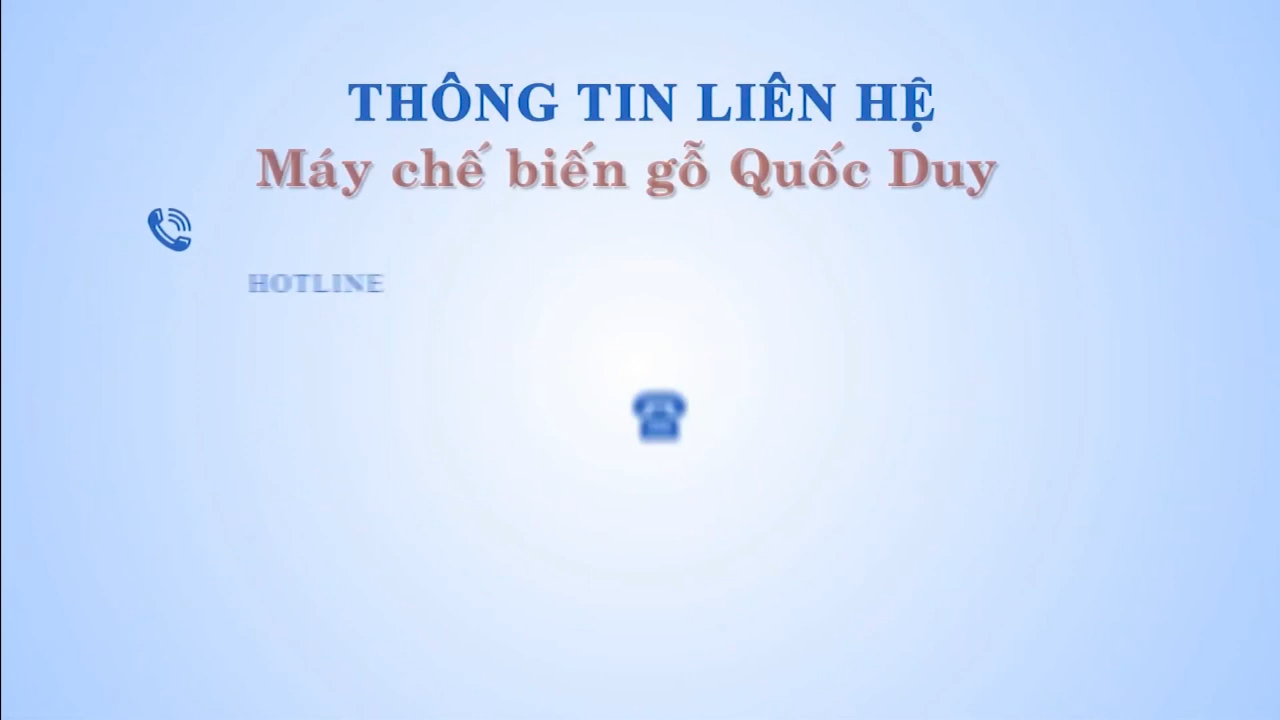 THÔNG TIN LIÊN HỆ
Máy chế biến gỗ Quốc Duy
HOTLINE